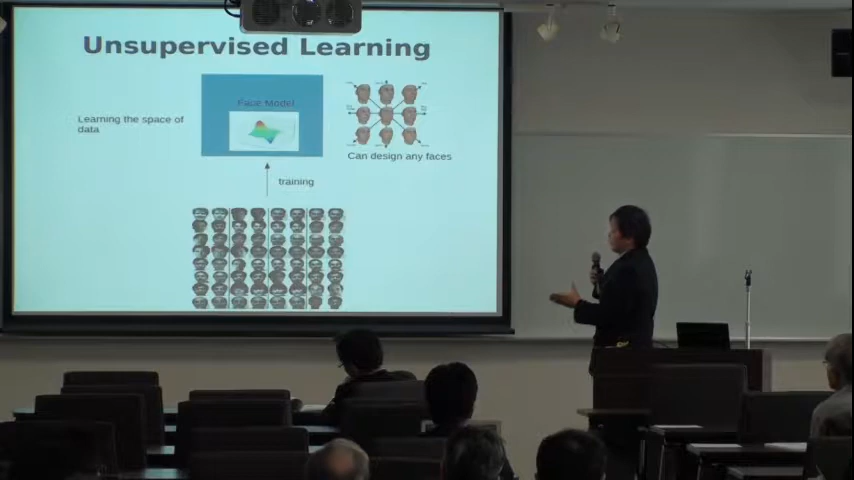 Unsupervised Learning
Face Model
Learning the space of
data
Can design any faces
training